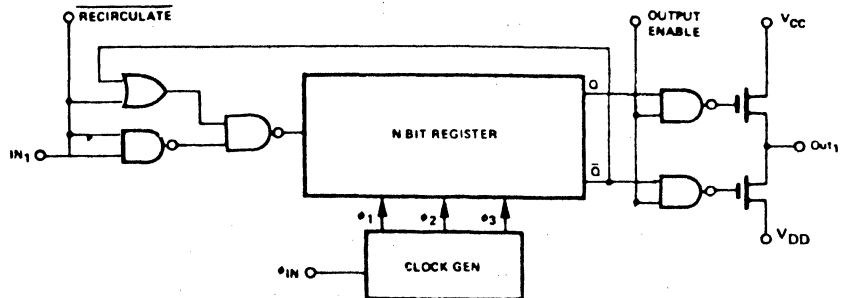 RECIRCULATE
OUTPUT
ENABLE
VCC
Q
N BIT REGISTER
IN1
Out1
Q̅
ϕ1
ϕ2
ϕ3
VDD
ϕIN
CLOCK GEN